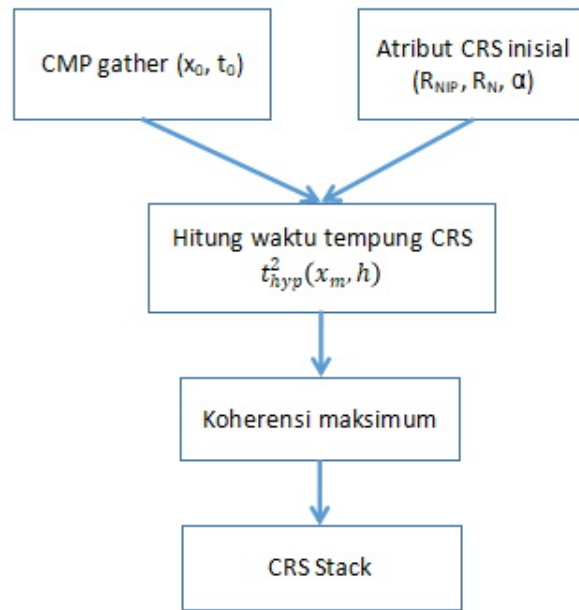 CMP gather (x₀, t₀)
Atribut CRS inisial
(R_NIP, R_N, α)
Hitung waktu tempung CRS
t²_hyp(x_m, h)
Koherensi maksimum
CRS Stack